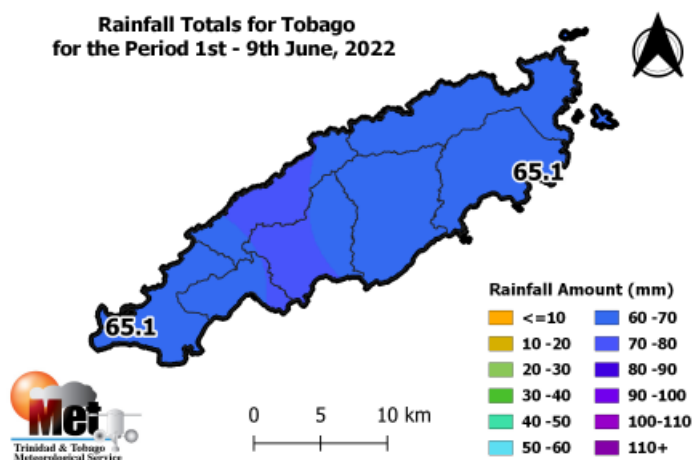 Rainfall Totals for Tobago
for the Period 1st - 9th June, 2022
65.1
65.1
Rainfall Amount (mm)
<=10
10 -20
20 -30
30 -40
40 -50
50 -60
60 -70
70 -80
80 -90
90 -100
100-110
110+
0 5 10 km
Met
Trinidad & Tobago
Meteorological Service